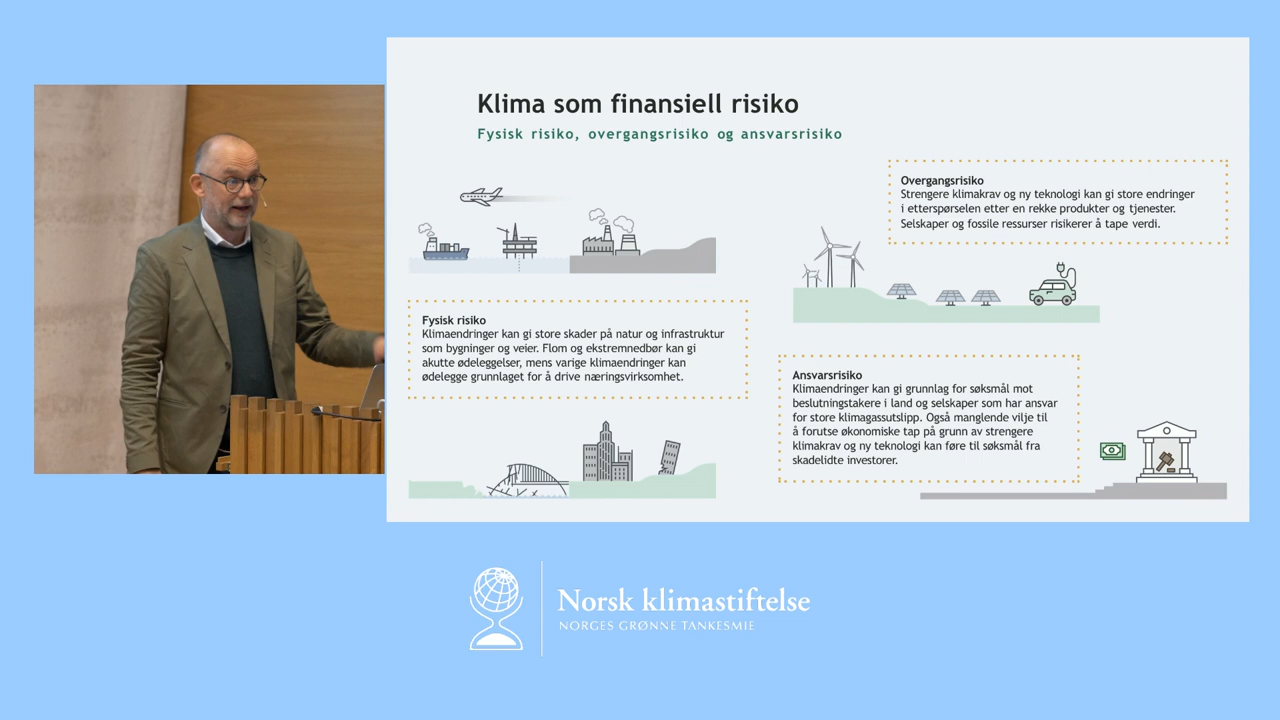 Klima som finansiell risiko
Fysisk risiko, overgangsrisiko og ansvarsrisiko
Overgangsrisiko
Strengere klimakrav og ny teknologi kan gi store endringer
i etterspørselen etter en rekke produkter og tjenester.
Selskaper og fossile ressurser risikerer å tape verdi.
Fysisk risiko
Klimaendringer kan gi store skader på natur og infrastruktur
som bygninger og veier. Flom og ekstremnedbør kan gi
akutte ødeleggelser, mens varige klimaendringer kan
ødelegge grunnlaget for å drive næringsvirksomhet.
Ansvarsrisiko
Klimaendringer kan gi grunnlag for søksmål mot
beslutningstakere i land og selskaper som har ansvar
for store klimagassutslipp. Også manglende vilje til
å forutse økonomiske tap på grunn av strengere
klimakrav og ny teknologi kan føre til søksmål fra
skadelidte investorer.
Norsk klimastiftelse
NORGES GRØNNE TANKESMIE